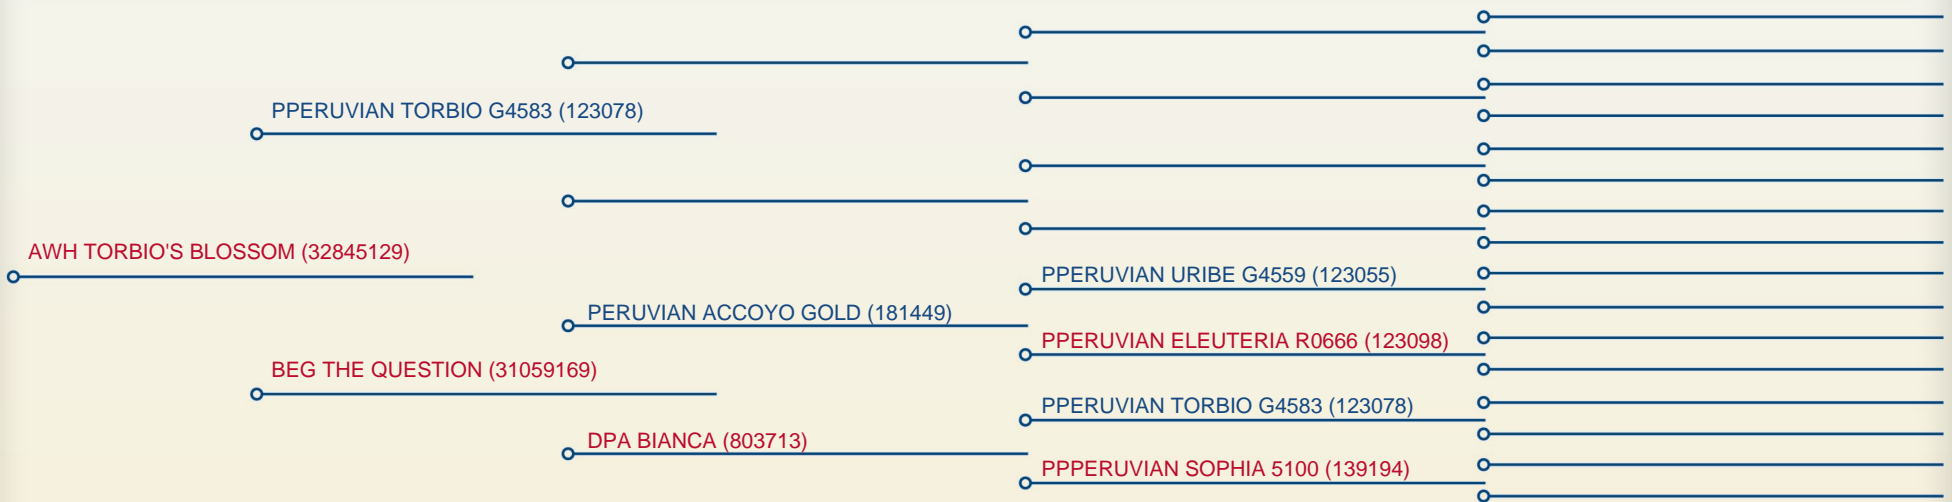 PPERUVIAN TORBIO G4583 (123078)
AWH TORBIO'S BLOSSOM (32845129)
PPERUVIAN URIBE G4559 (123055)
PERUVIAN ACCOYO GOLD (181449)
PPERUVIAN ELEUTERIA R0666 (123098)
BEG THE QUESTION (31059169)
PPERUVIAN TORBIO G4583 (123078)
DPA BIANCA (803713)
PPPERUVIAN SOPHIA 5100 (139194)